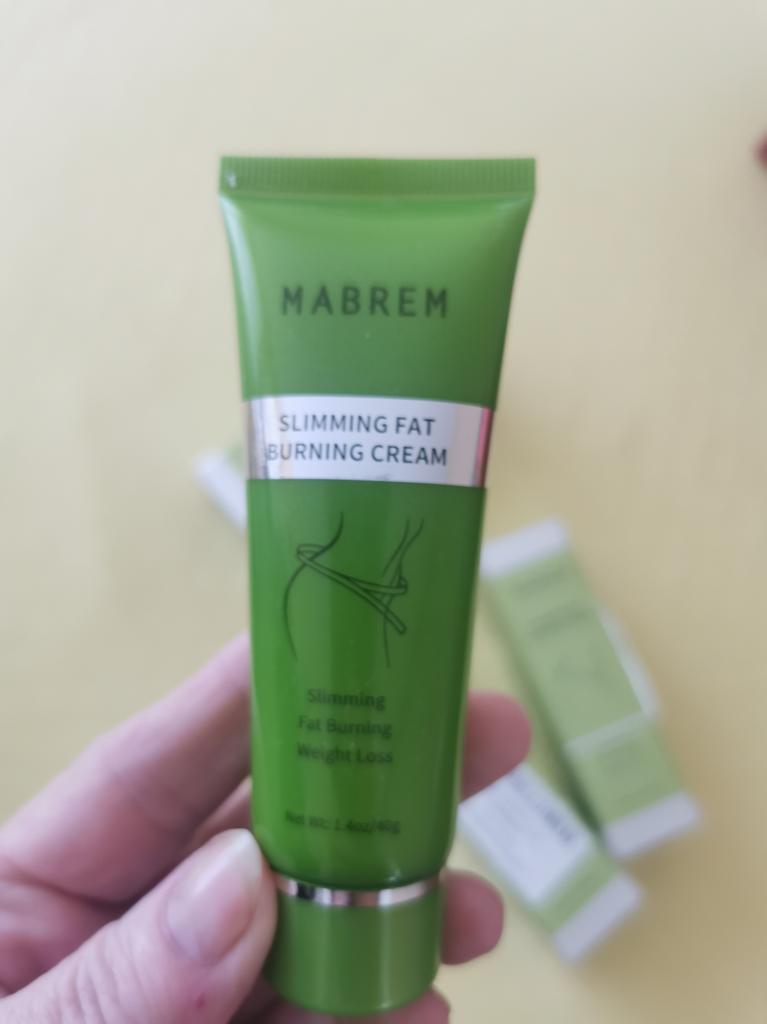 MABREM
SLIMMING FAT
BURNING CREAM
Slimming
Fat Burning
Weight Loss
Net Wt: 1.4oz/40g